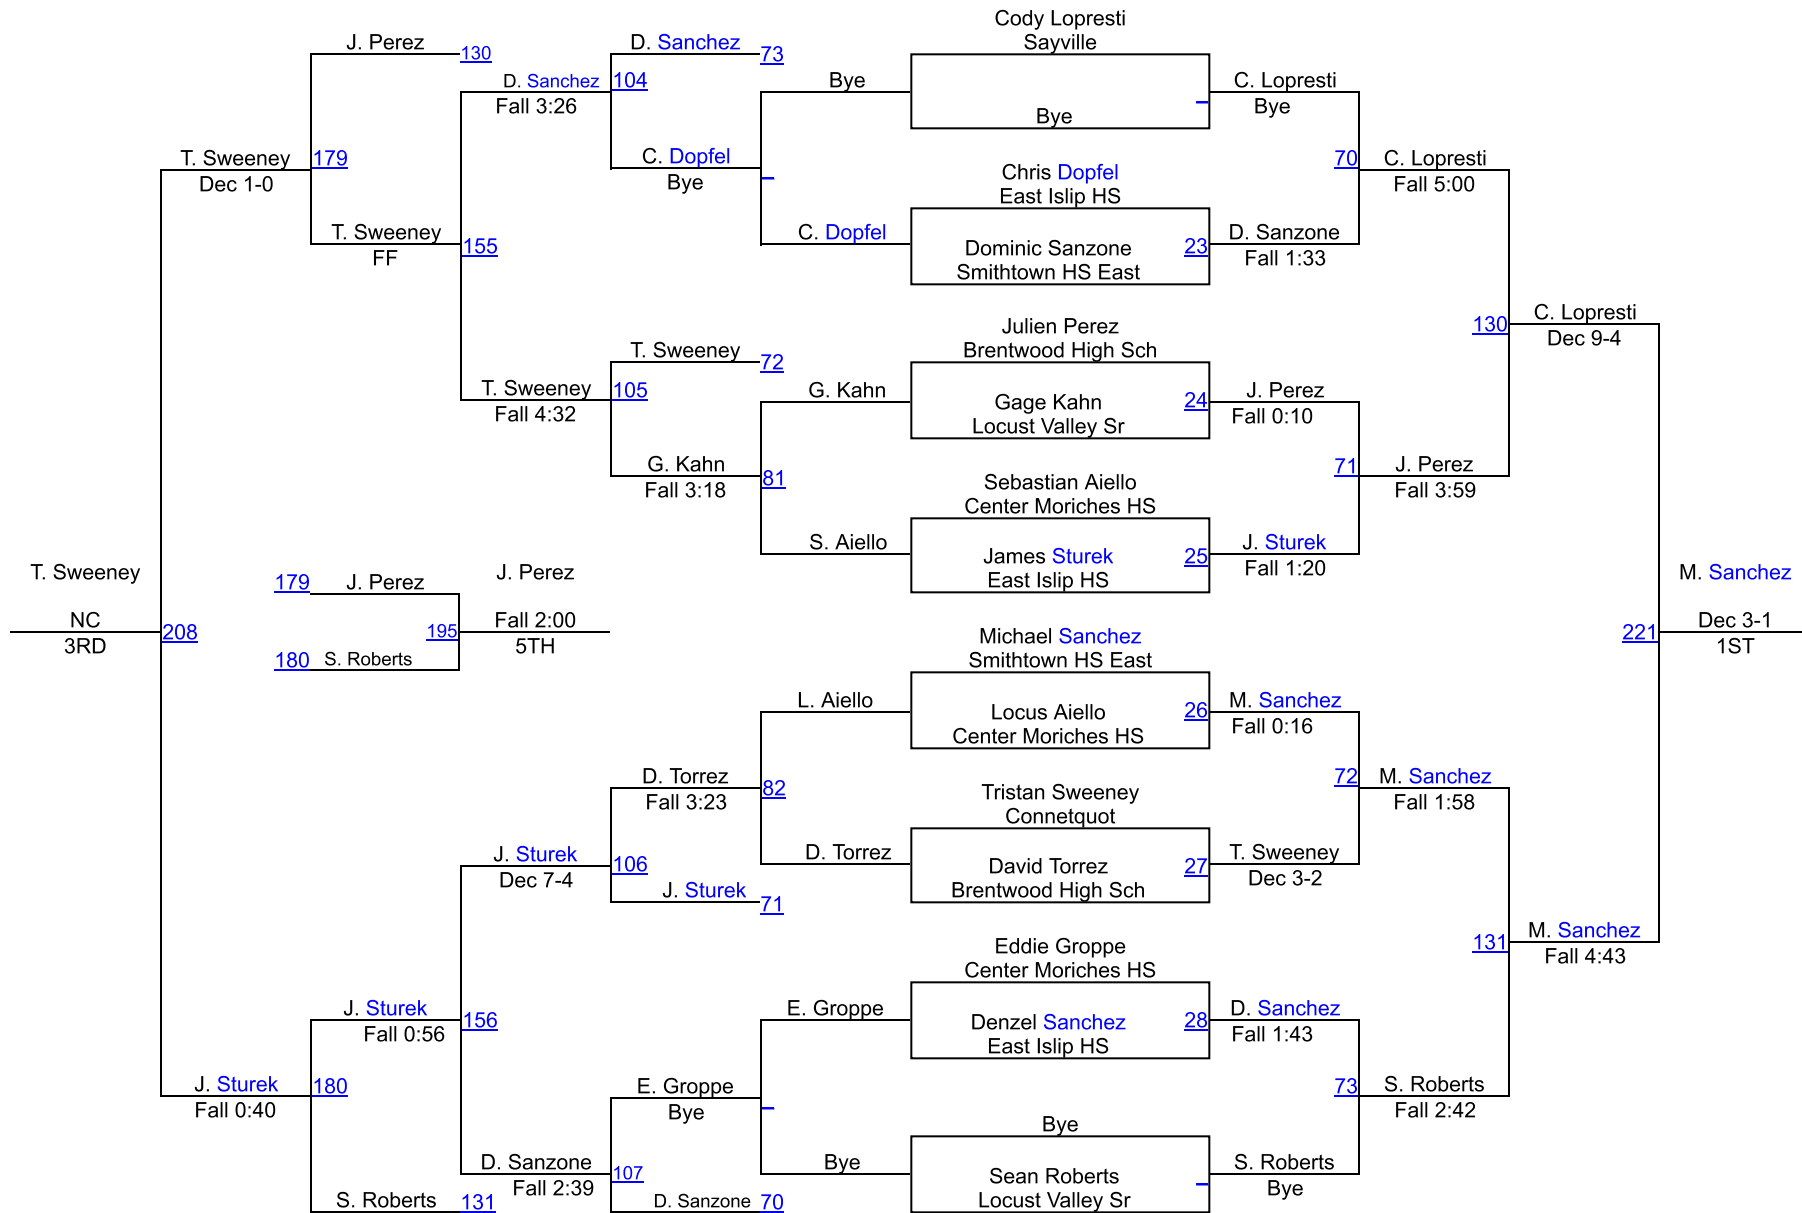 Cody Lopresti
Sayville
J. Perez
130
D. Sanchez
73
D. Sanchez
104
Fall 3:26
Bye
C. Lopresti
Bye
Bye
T. Sweeney
179
Dec 1-0
C. Dopfel
Bye
Chris Dopfel
East Islip HS
70
C. Lopresti
Fall 5:00
T. Sweeney
FF
155
C. Dopfel
Dominic Sanzone
Smithtown HS East
23
D. Sanzone
Fall 1:33
Julien Perez
Brentwood High Sch
130
C. Lopresti
Dec 9-4
T. Sweeney
72
T. Sweeney
105
Fall 4:32
G. Kahn
Gage Kahn
Locust Valley Sr
24
J. Perez
Fall 0:10
G. Kahn
Fall 3:18
81
Sebastian Aiello
Center Moriches HS
71
J. Perez
Fall 3:59
S. Aiello
James Sturek
East Islip HS
25
J. Sturek
Fall 1:20
T. Sweeney
NC
3RD
208
179
J. Perez
180
S. Roberts
195
J. Perez
Fall 2:00
5TH
M. Sanchez
221
Dec 3-1
1ST
Michael Sanchez
Smithtown HS East
L. Aiello
Locus Aiello
Center Moriches HS
26
M. Sanchez
Fall 0:16
D. Torrez
Fall 3:23
82
Tristan Sweeney
Connetquot
72
M. Sanchez
Fall 1:58
J. Sturek
Dec 7-4
106
J. Sturek
71
D. Torrez
David Torrez
Brentwood High Sch
27
T. Sweeney
Dec 3-2
Eddie Groppe
Center Moriches HS
131
M. Sanchez
Fall 4:43
J. Sturek
Fall 0:56
156
E. Groppe
Denzel Sanchez
East Islip HS
28
D. Sanchez
Fall 1:43
J. Sturek
Fall 0:40
180
E. Groppe
Bye
Bye
73
S. Roberts
Fall 2:42
D. Sanzone
Fall 2:39
107
Bye
Sean Roberts
Locust Valley Sr
S. Roberts
Bye
S. Roberts
131
D. Sanzone
70